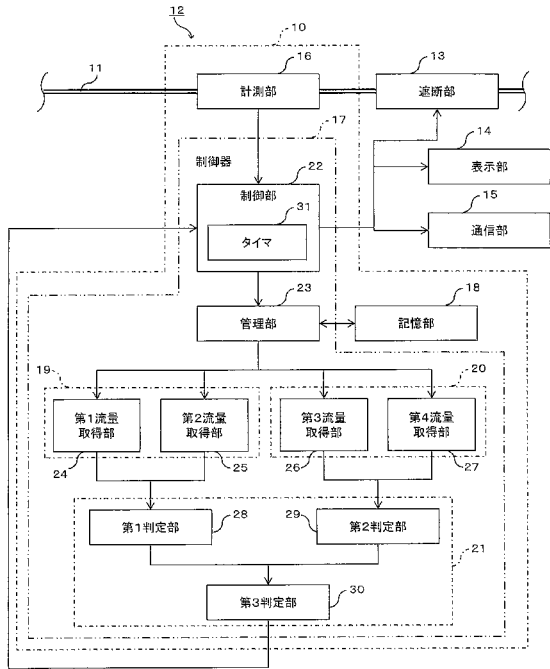 12
10
11
16
計測部
13
遮断部
17
制御器
22
制御部
31
タイマ
14
表示部
15
通信部
23
管理部
18
記憶部
19
20
第1流量
取得部
24
第2流量
取得部
25
第3流量
取得部
26
第4流量
取得部
27
第1判定部
28
29
第2判定部
21
第3判定部
30